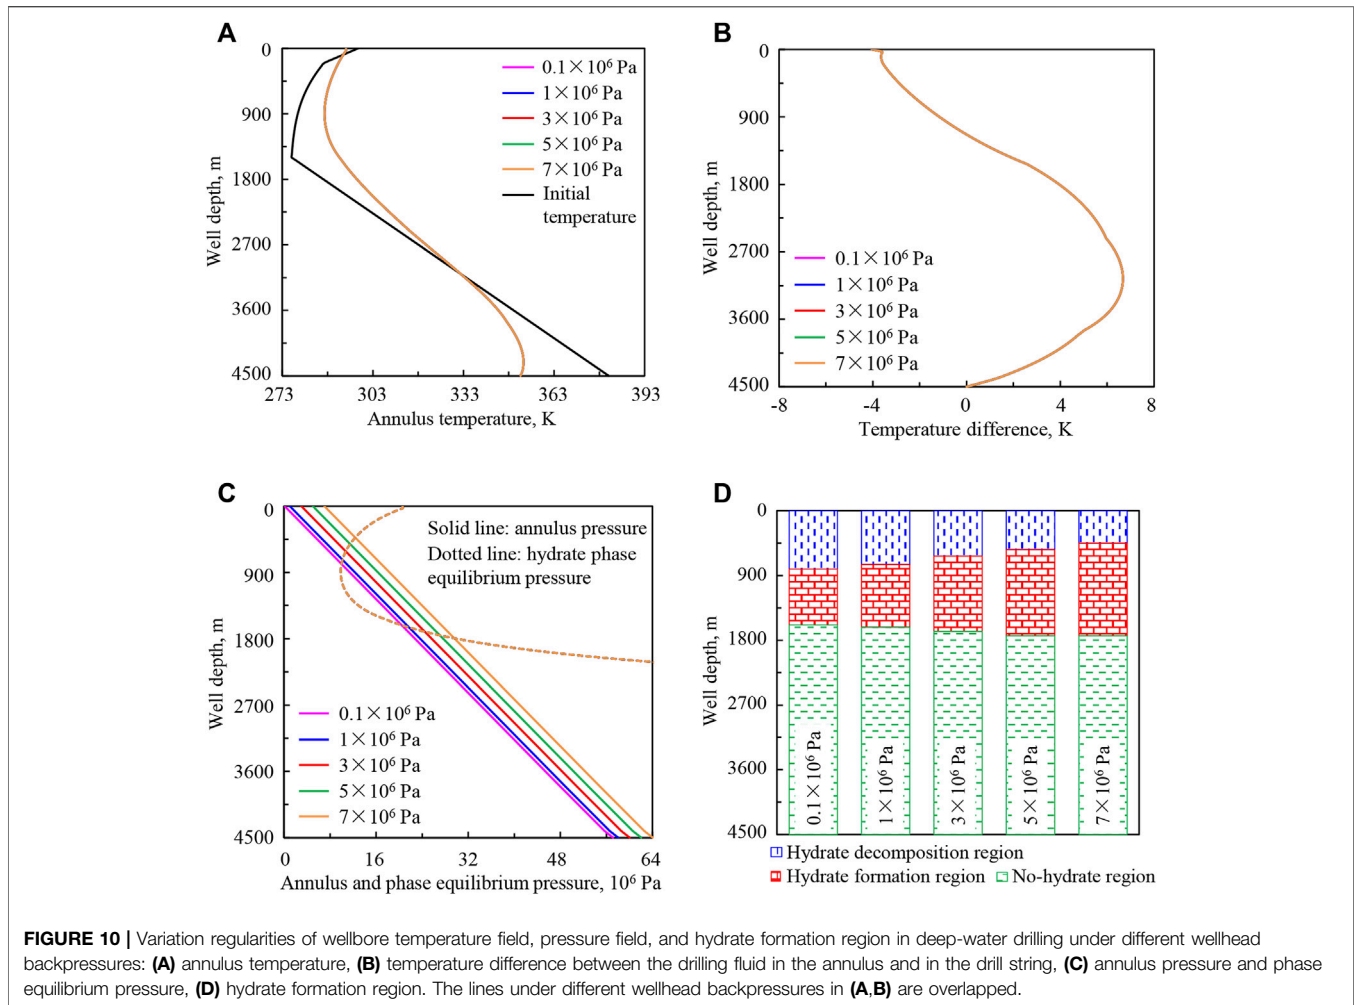 A
0
900
1800
2700
3600
4500
Well depth, m
273
303
333
363
393
Annulus temperature, K
0.1×10⁶ Pa
1×10⁶ Pa
3×10⁶ Pa
5×10⁶ Pa
7×10⁶ Pa
Initial
temperature
B
0
900
1800
2700
3600
4500
Well depth, m
-8
-4
0
4
8
Temperature difference, K
0.1×10⁶ Pa
1×10⁶ Pa
3×10⁶ Pa
5×10⁶ Pa
7×10⁶ Pa
C
0
900
1800
2700
3600
4500
Well depth, m
0
16
32
48
64
Annulus and phase equilibrium pressure, 10⁶ Pa
Solid line: annulus pressure
Dotted line: hydrate phase
equilibrium pressure
0.1×10⁶ Pa
1×10⁶ Pa
3×10⁶ Pa
5×10⁶ Pa
7×10⁶ Pa
D
0
900
1800
2700
3600
4500
Well depth, m
0.1×10⁶ Pa
1×10⁶ Pa
3×10⁶ Pa
5×10⁶ Pa
7×10⁶ Pa
Hydrate decomposition region
Hydrate formation region
No-hydrate region
FIGURE 10 | Variation regularities of wellbore temperature field, pressure field, and hydrate formation region in deep-water drilling under different wellhead
backpressures: (A) annulus temperature, (B) temperature difference between the drilling fluid in the annulus and in the drill string, (C) annulus pressure and phase
equilibrium pressure, (D) hydrate formation region. The lines under different wellhead backpressures in (A,B) are overlapped.